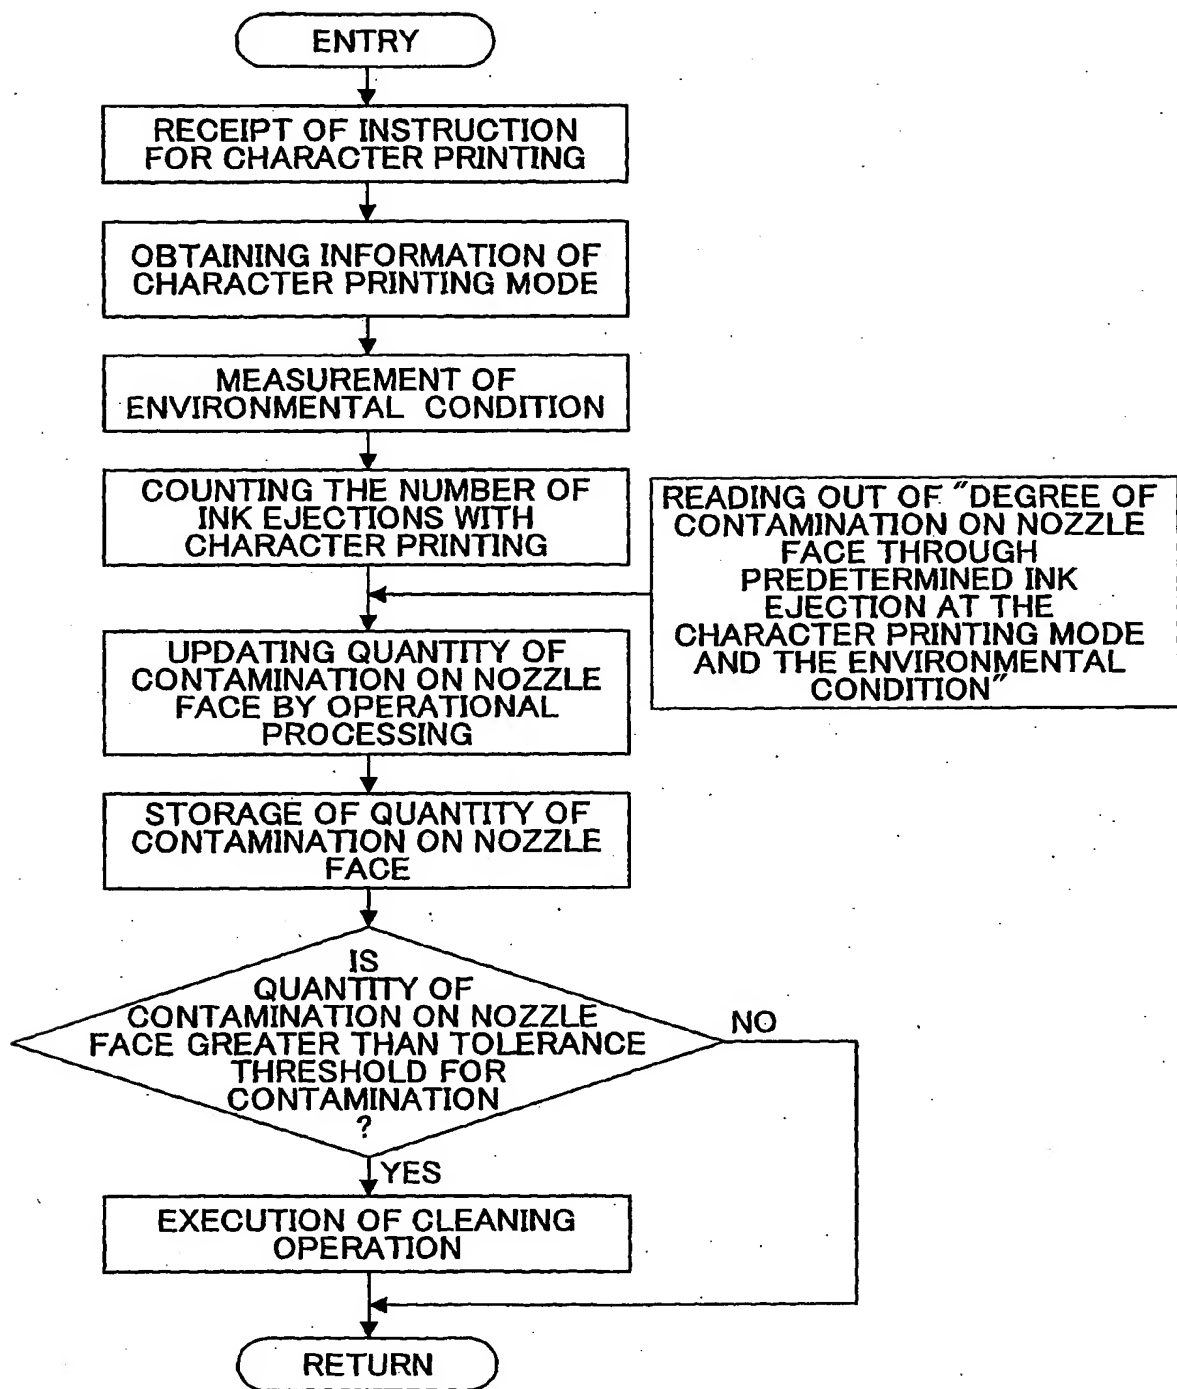 ENTRY
RECEIPT OF INSTRUCTION
FOR CHARACTER PRINTING
OBTAINING INFORMATION OF
CHARACTER PRINTING MODE
MEASUREMENT OF
ENVIRONMENTAL CONDITION
COUNTING THE NUMBER OF
INK EJECTIONS WITH
CHARACTER PRINTING
READING OUT OF "DEGREE OF
CONTAMINATION ON NOZZLE
FACE THROUGH
PREDETERMINED INK
EJECTION AT THE
CHARACTER PRINTING MODE
AND THE ENVIRONMENTAL
CONDITION"
UPDATING QUANTITY OF
CONTAMINATION ON NOZZLE
FACE BY OPERATIONAL
PROCESSING
STORAGE OF QUANTITY OF
CONTAMINATION ON NOZZLE
FACE
IS
QUANTITY OF
CONTAMINATION ON NOZZLE
FACE GREATER THAN TOLERANCE
THRESHOLD FOR
CONTAMINATION
?
NO
YES
EXECUTION OF CLEANING
OPERATION
RETURN